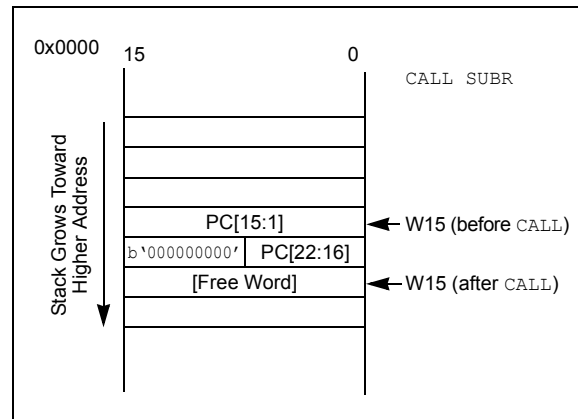 0x0000
15 0
CALL SUBR
Stack Grows Toward
Higher Address
PC[15:1]
W15 (before CALL)
b‘000000000’ PC[22:16]
[Free Word]
W15 (after CALL)